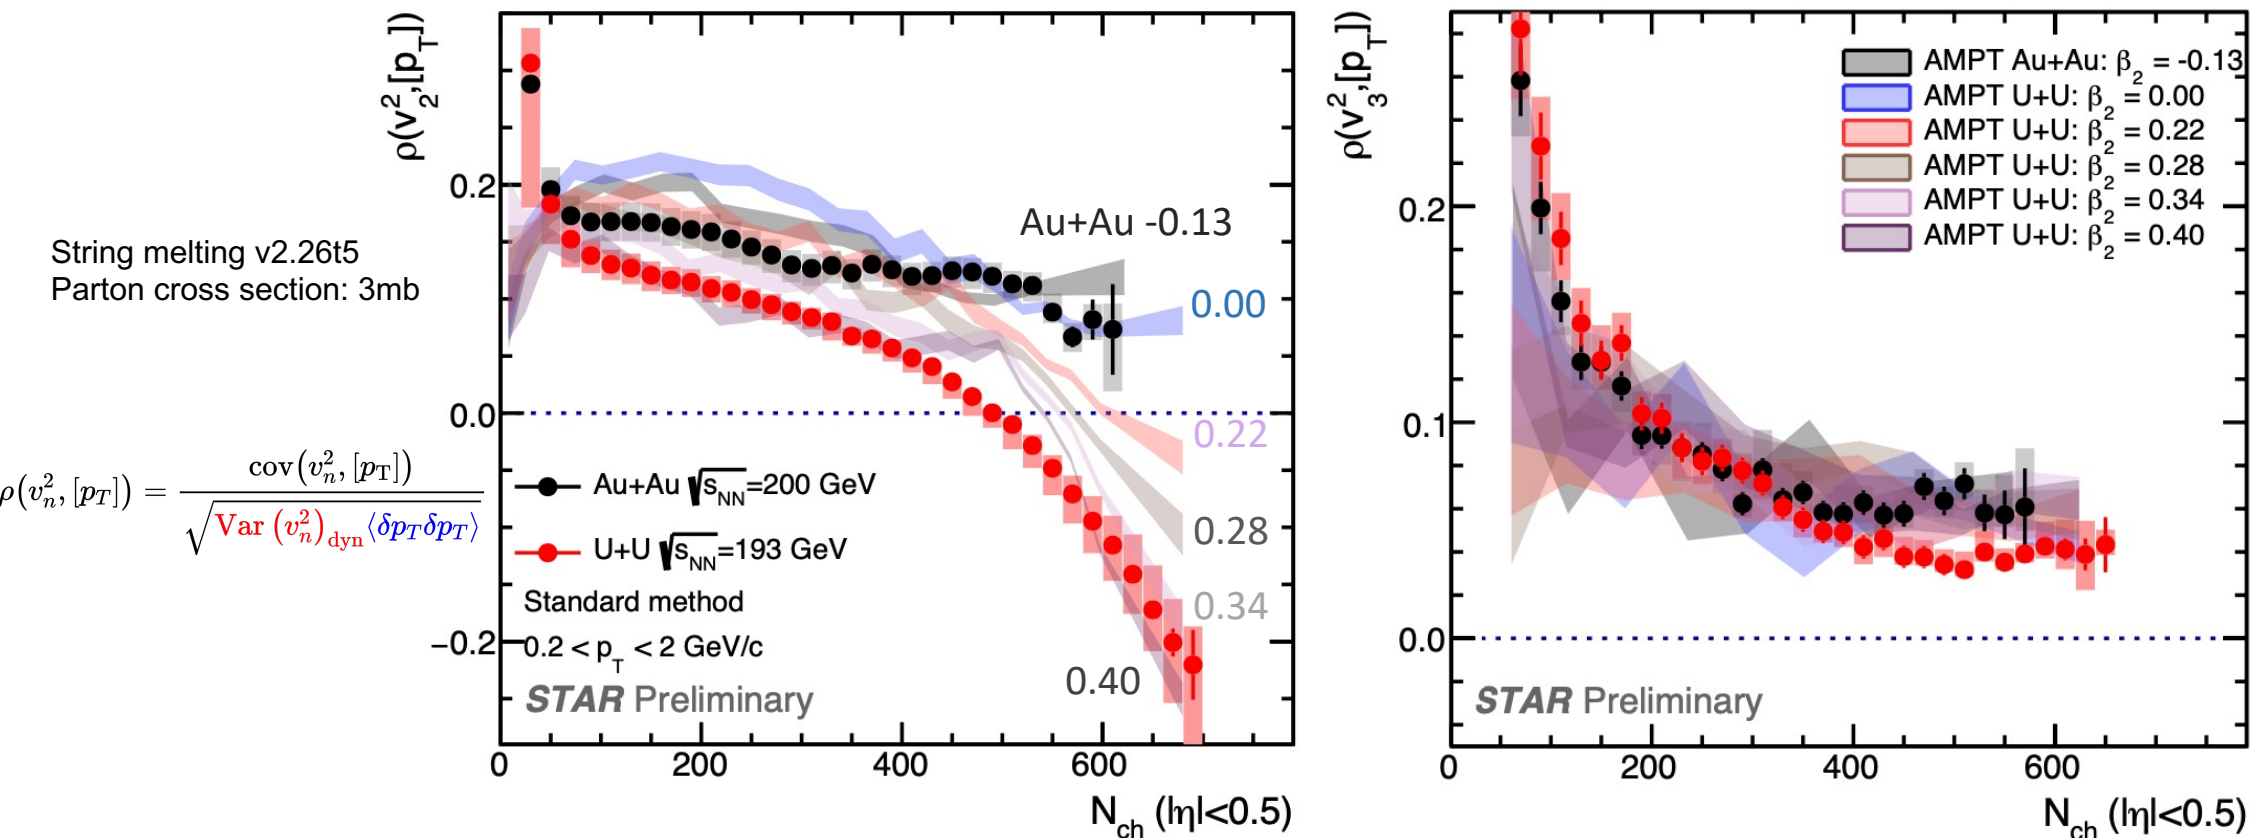 String melting v2.26t5
Parton cross section: 3mb
ρ(v_n^2, [p_T]) = cov(v_n^2, [p_T]) / √(Var (v_n^2)_dyn ⟨δp_T δp_T⟩)
ρ(v_2^2,[p_T])
0.2
0.0
−0.2
Au+Au -0.13
0.00
0.22
0.28
0.34
0.40
Au+Au √s_NN=200 GeV
U+U √s_NN=193 GeV
Standard method
0.2 < p_T < 2 GeV/c
STAR Preliminary
0 200 400 600
N_ch (|η|<0.5)
ρ(v_3^2,[p_T])
AMPT Au+Au: β_2 = -0.13
AMPT U+U: β_2 = 0.00
AMPT U+U: β_2 = 0.22
AMPT U+U: β_2 = 0.28
AMPT U+U: β_2 = 0.34
AMPT U+U: β_2 = 0.40
0.2
0.1
0.0
STAR Preliminary
0 200 400 600
N_ch (|η|<0.5)